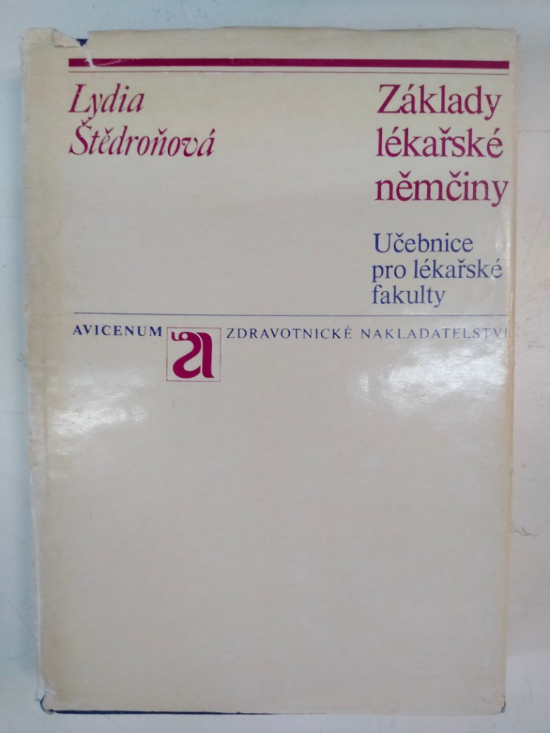 Lydia
Štědroňová
Základy
lékařské
němčiny
Učebnice
pro lékařské
fakulty
AVICENUM a ZDRAVOTNICKÉ NAKLADATELSTVÍ